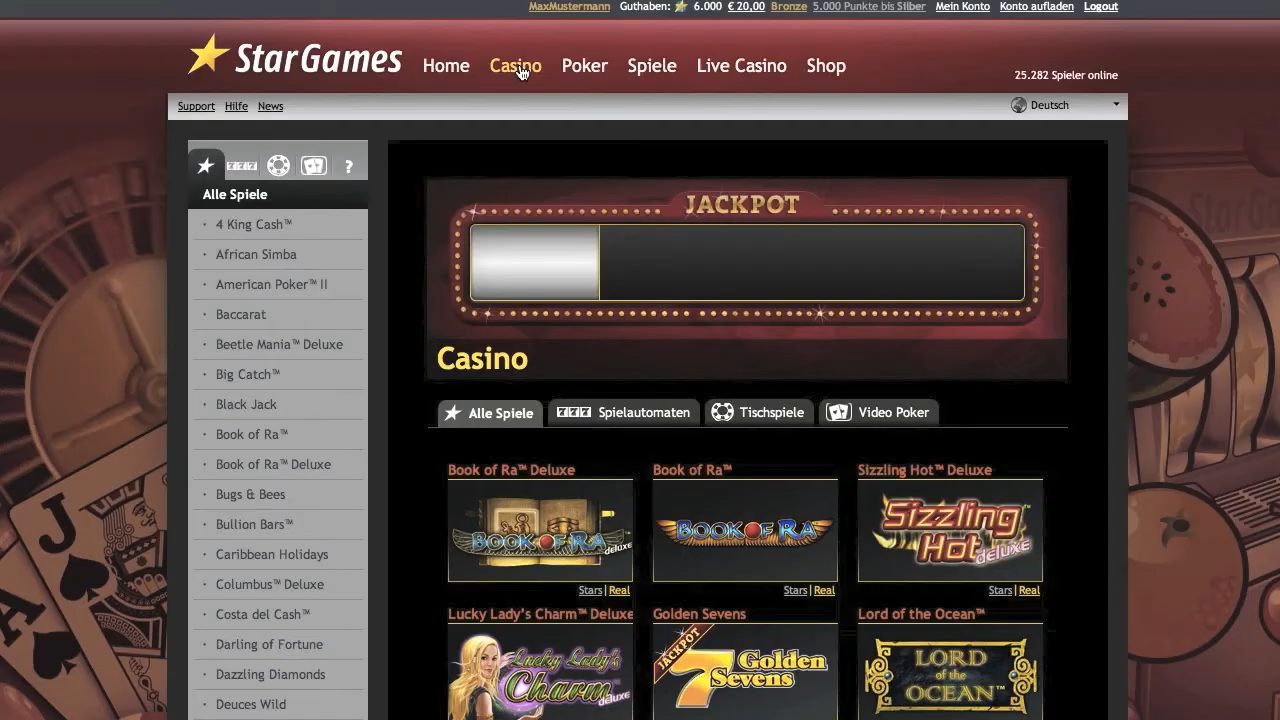 MaxMustermann Guthaben: 6.000 € 20,00 Bronze 5.000 Punkte bis Silber Mein Konto Konto aufladen Logout
StarGames Home Casino Poker Spiele Live Casino Shop
25.282 Spieler online
Support Hilfe News Deutsch
777 ?
Alle Spiele
4 King Cash™
African Simba
American Poker™ II
Baccarat
Beetle Mania™ Deluxe
Big Catch™
Black Jack
Book of Ra™
Book of Ra™ Deluxe
Bugs & Bees
Bullion Bars™
Caribbean Holidays
Columbus™ Deluxe
Costa del Cash™
Darling of Fortune
Dazzling Diamonds
Deuces Wild
JACKPOT
Casino
Alle Spiele 777 Spielautomaten Tischspiele Video Poker
Book of Ra™ Deluxe Book of Ra™ Sizzling Hot™ Deluxe
BOOK OF RA deluxe
BOOK OF RA
Sizzling Hot™ deluxe
Stars | Real Stars | Real Stars | Real
Lucky Lady's Charm™ Deluxe Golden Sevens Lord of the Ocean™
Lucky Lady's Charm™ deluxe
JACKPOT 7 Golden Sevens
LORD of the OCEAN™
J
A